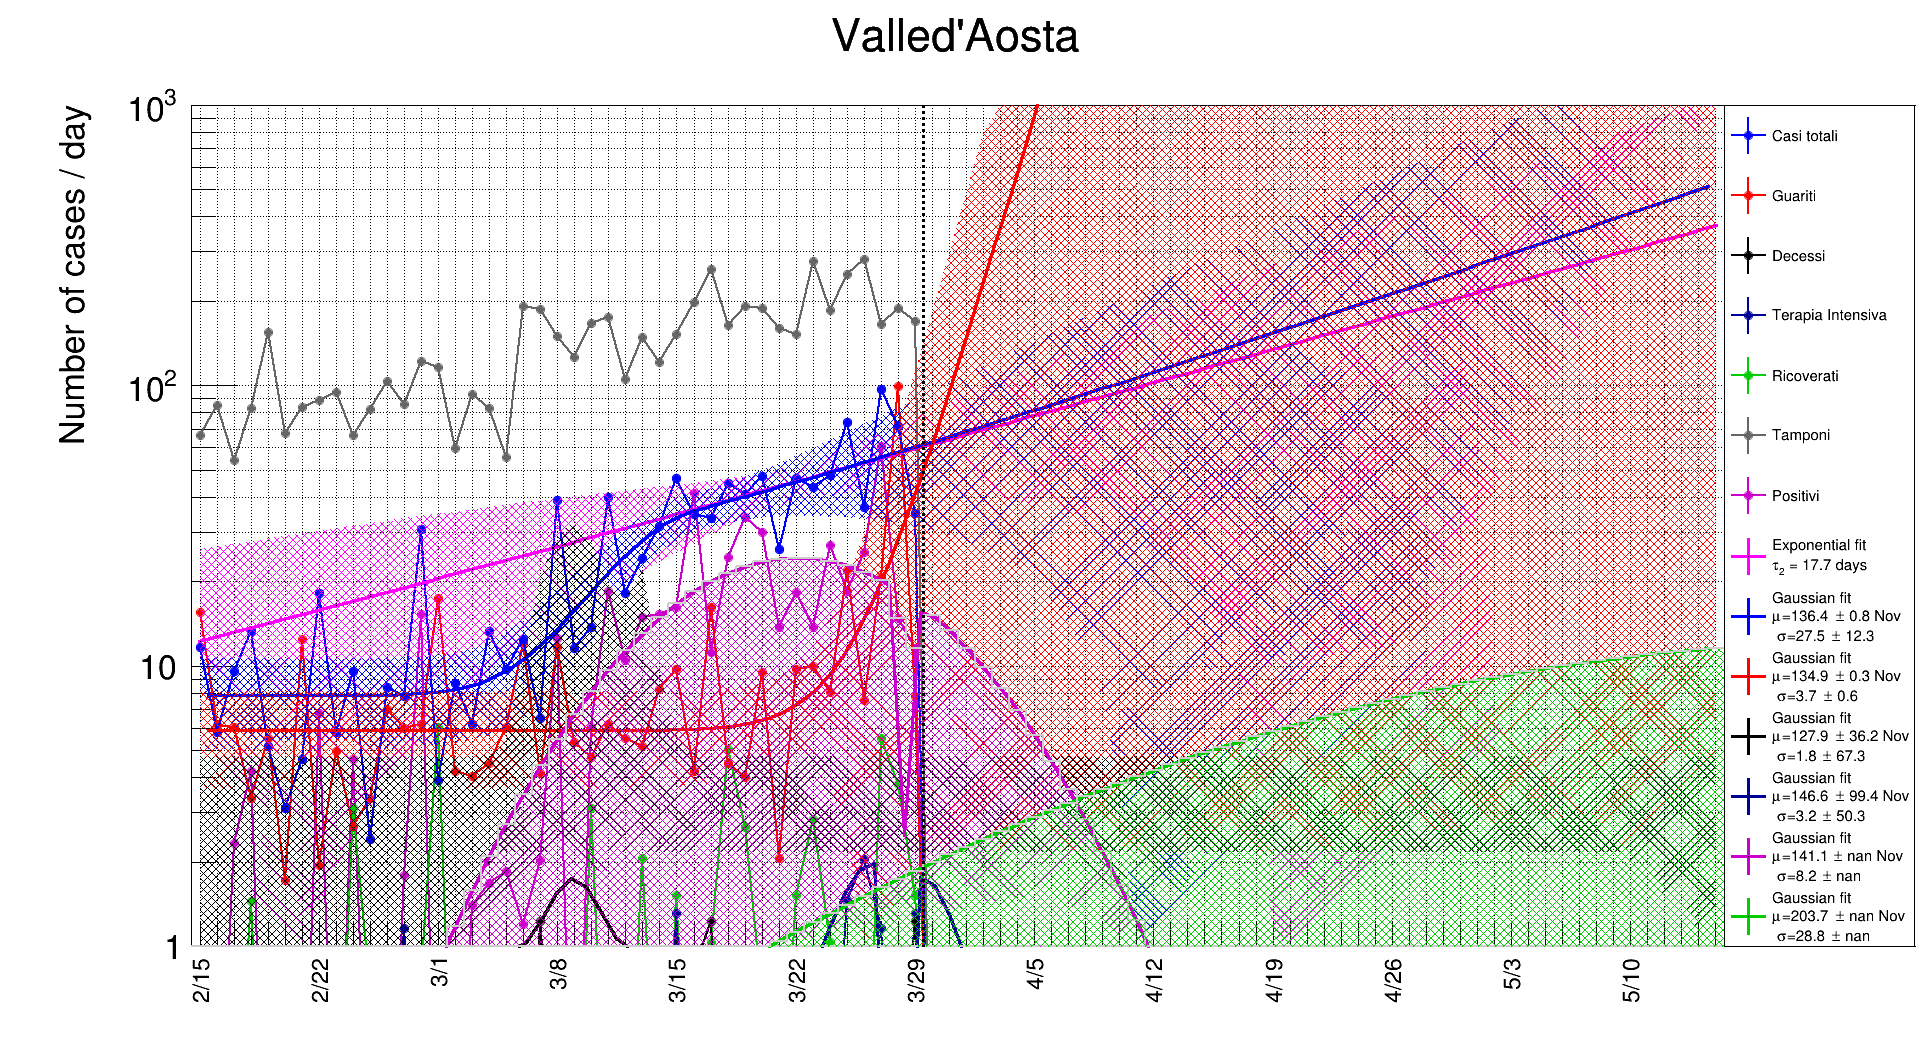 Valled'Aosta
Number of cases / day
10³
10²
10
1
2/15
2/22
3/1
3/8
3/15
3/22
3/29
4/5
4/12
4/19
4/26
5/3
5/10
Casi totali
Guariti
Decessi
Terapia Intensiva
Ricoverati
Tamponi
Positivi
Exponential fit
τ₂ = 17.7 days
Gaussian fit
μ=136.4 ± 0.8 Nov
σ=27.5 ± 12.3
Gaussian fit
μ=134.9 ± 0.3 Nov
σ=3.7 ± 0.6
Gaussian fit
μ=127.9 ± 36.2 Nov
σ=1.8 ± 67.3
Gaussian fit
μ=146.6 ± 99.4 Nov
σ=3.2 ± 50.3
Gaussian fit
μ=141.1 ± nan Nov
σ=8.2 ± nan
Gaussian fit
μ=203.7 ± nan Nov
σ=28.8 ± nan